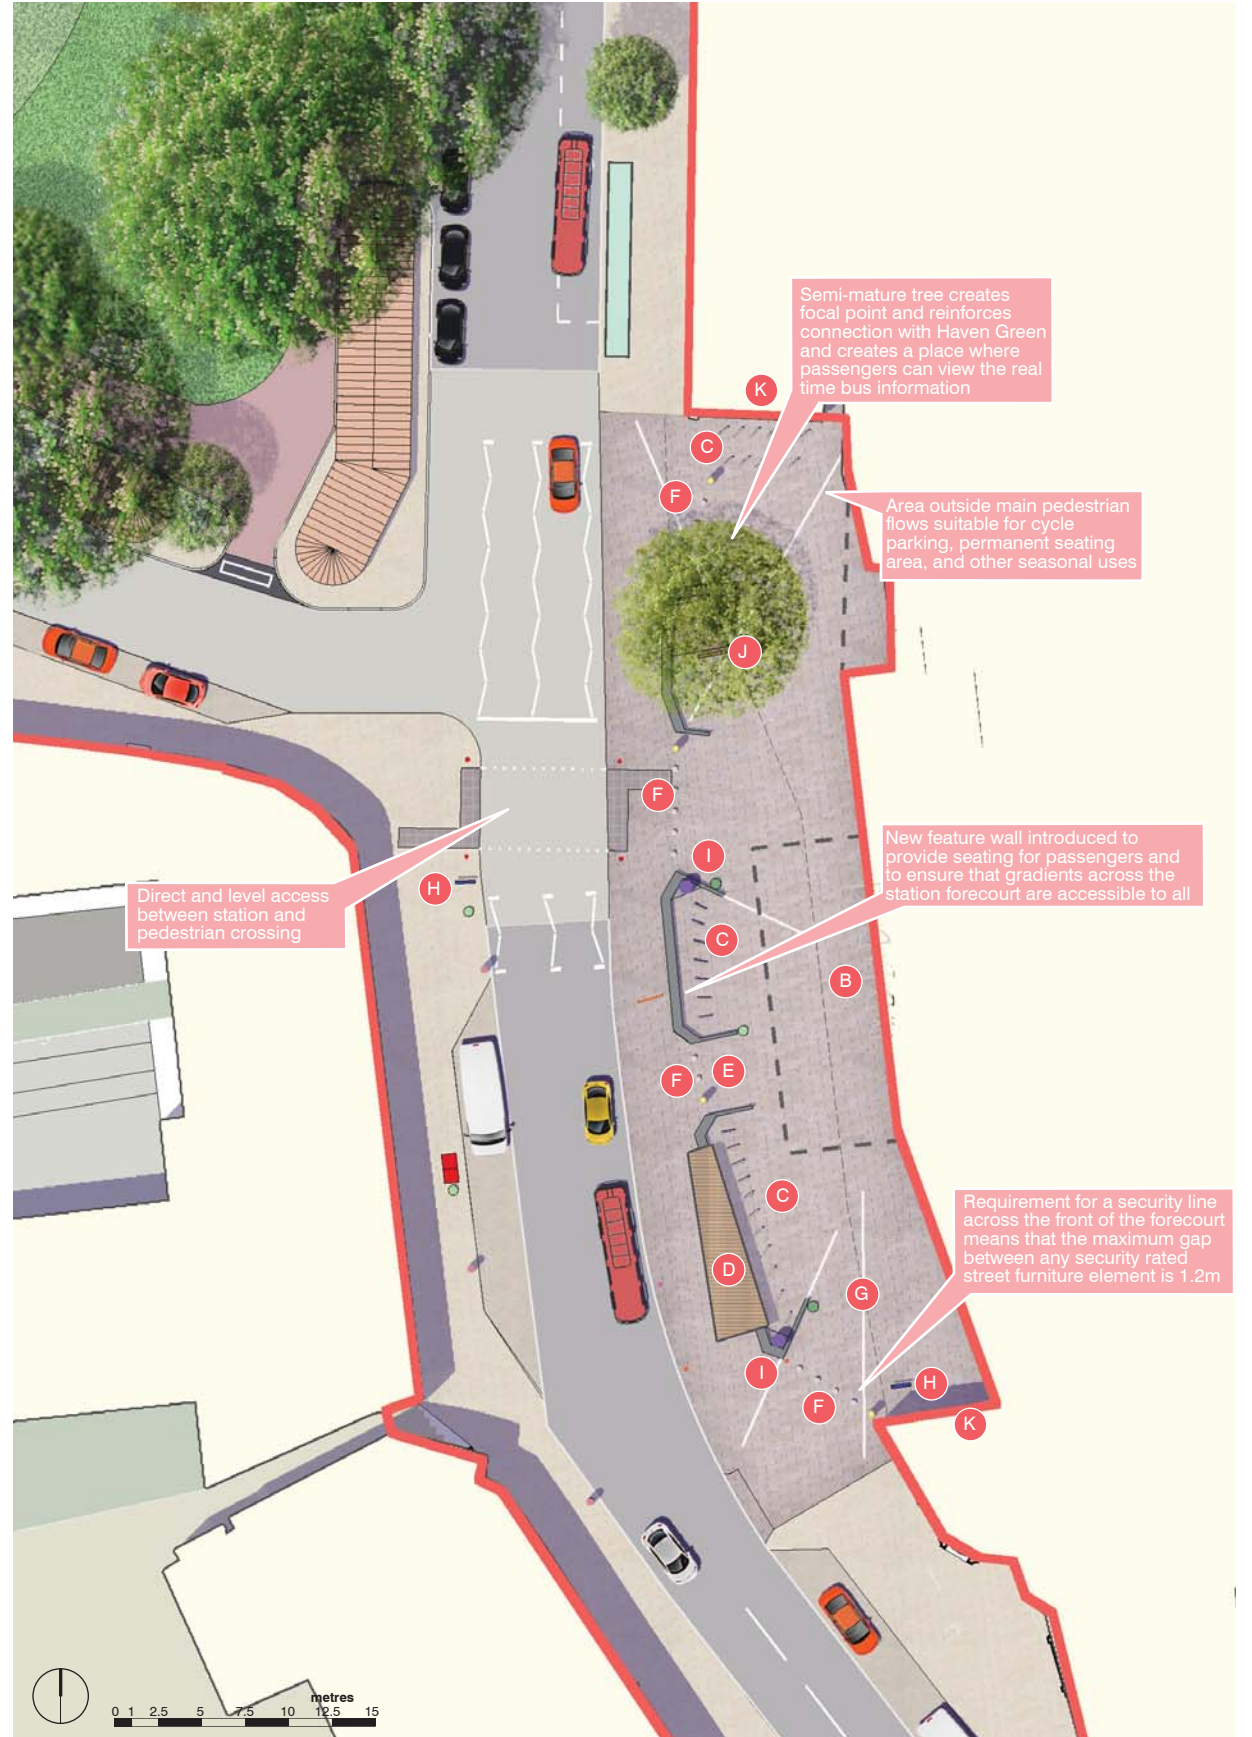 Semi-mature tree creates
focal point and reinforces
connection with Haven Green
and creates a place where
passengers can view the real
time bus information
K
C
F
Area outside main pedestrian
flows suitable for cycle
parking, permanent seating
area, and other seasonal uses
J
F
New feature wall introduced to
provide seating for passengers and
to ensure that gradients across the
station forecourt are accessible to all
I
H
Direct and level access
between station and
pedestrian crossing
C
B
F
E
C
Requirement for a security line
across the front of the forecourt
means that the maximum gap
between any security rated
street furniture element is 1.2m
D
G
I
H
F
K
metres
0 1 2.5 5 7.5 10 12.5 15